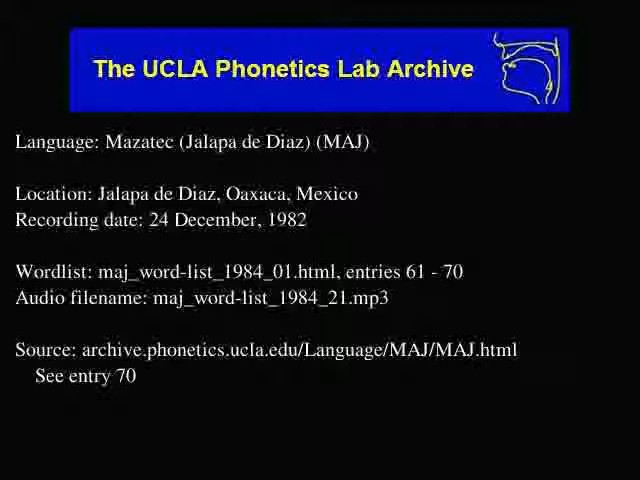 The UCLA Phonetics Lab Archive
Language: Mazatec (Jalapa de Diaz) (MAJ)
Location: Jalapa de Diaz, Oaxaca, Mexico
Recording date: 24 December, 1982
Wordlist: maj_word-list_1984_01.html, entries 61 - 70
Audio filename: maj_word-list_1984_21.mp3
Source: archive.phonetics.ucla.edu/Language/MAJ/MAJ.html
See entry 70